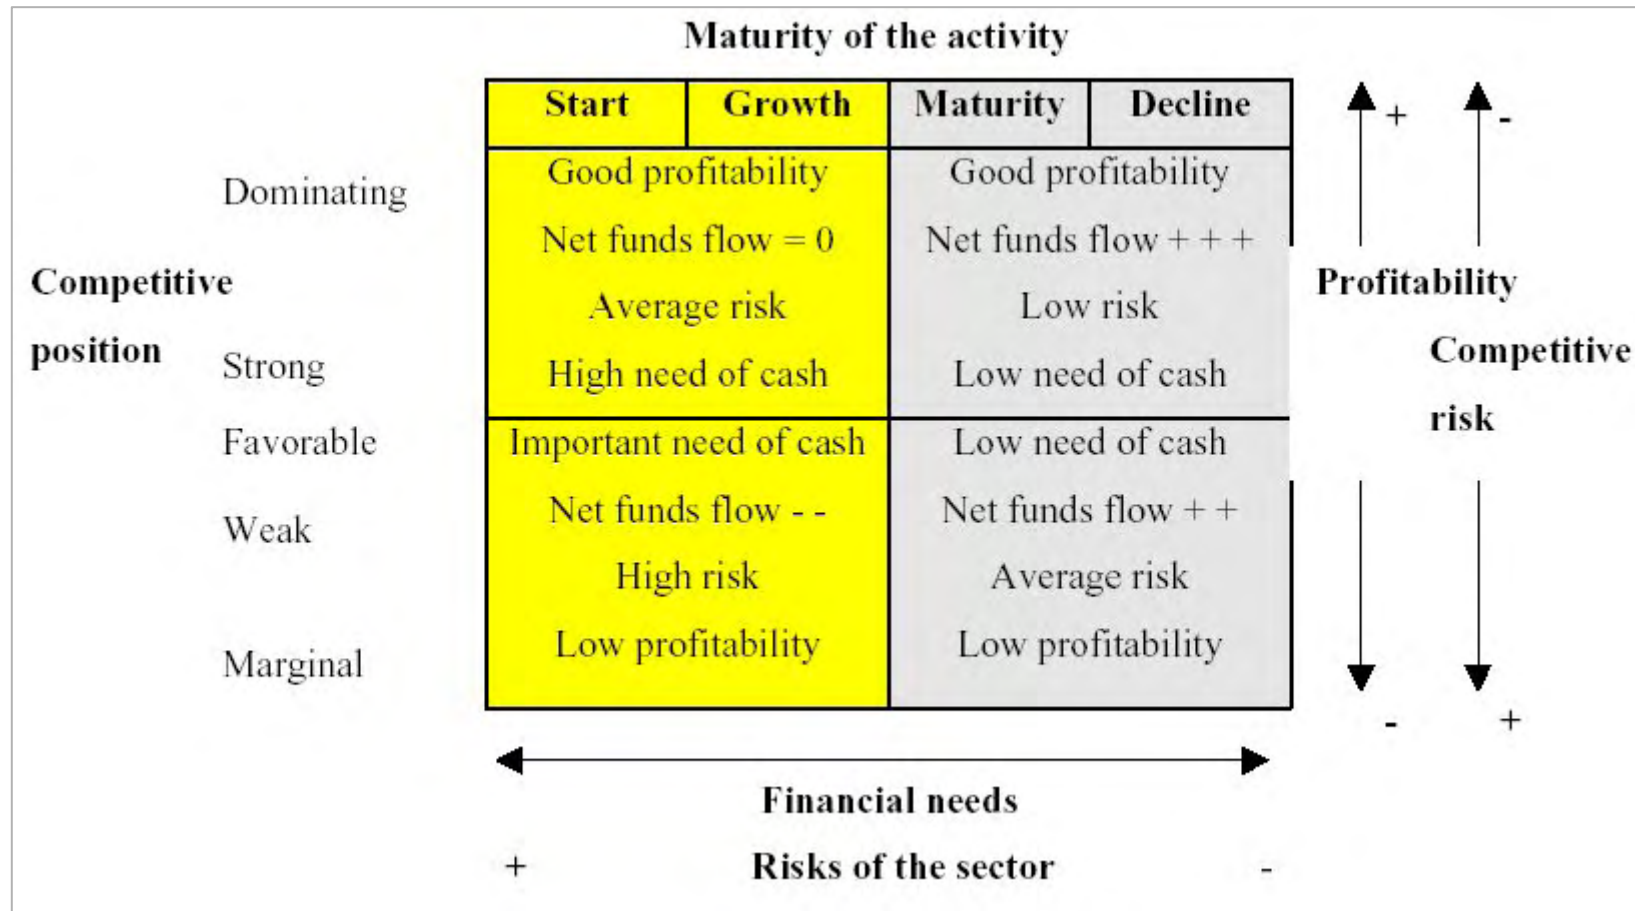 Maturity of the activity
Start Growth Maturity Decline
+ -
Dominating
Good profitability Good profitability
Net funds flow = 0 Net funds flow + + +
Competitive
position
Profitability
Average risk Low risk
Competitive
risk
Strong
High need of cash Low need of cash
Favorable
Important need of cash Low need of cash
Weak
Net funds flow - - Net funds flow + +
High risk Average risk
Marginal
Low profitability Low profitability
- +
Financial needs
+ Risks of the sector -